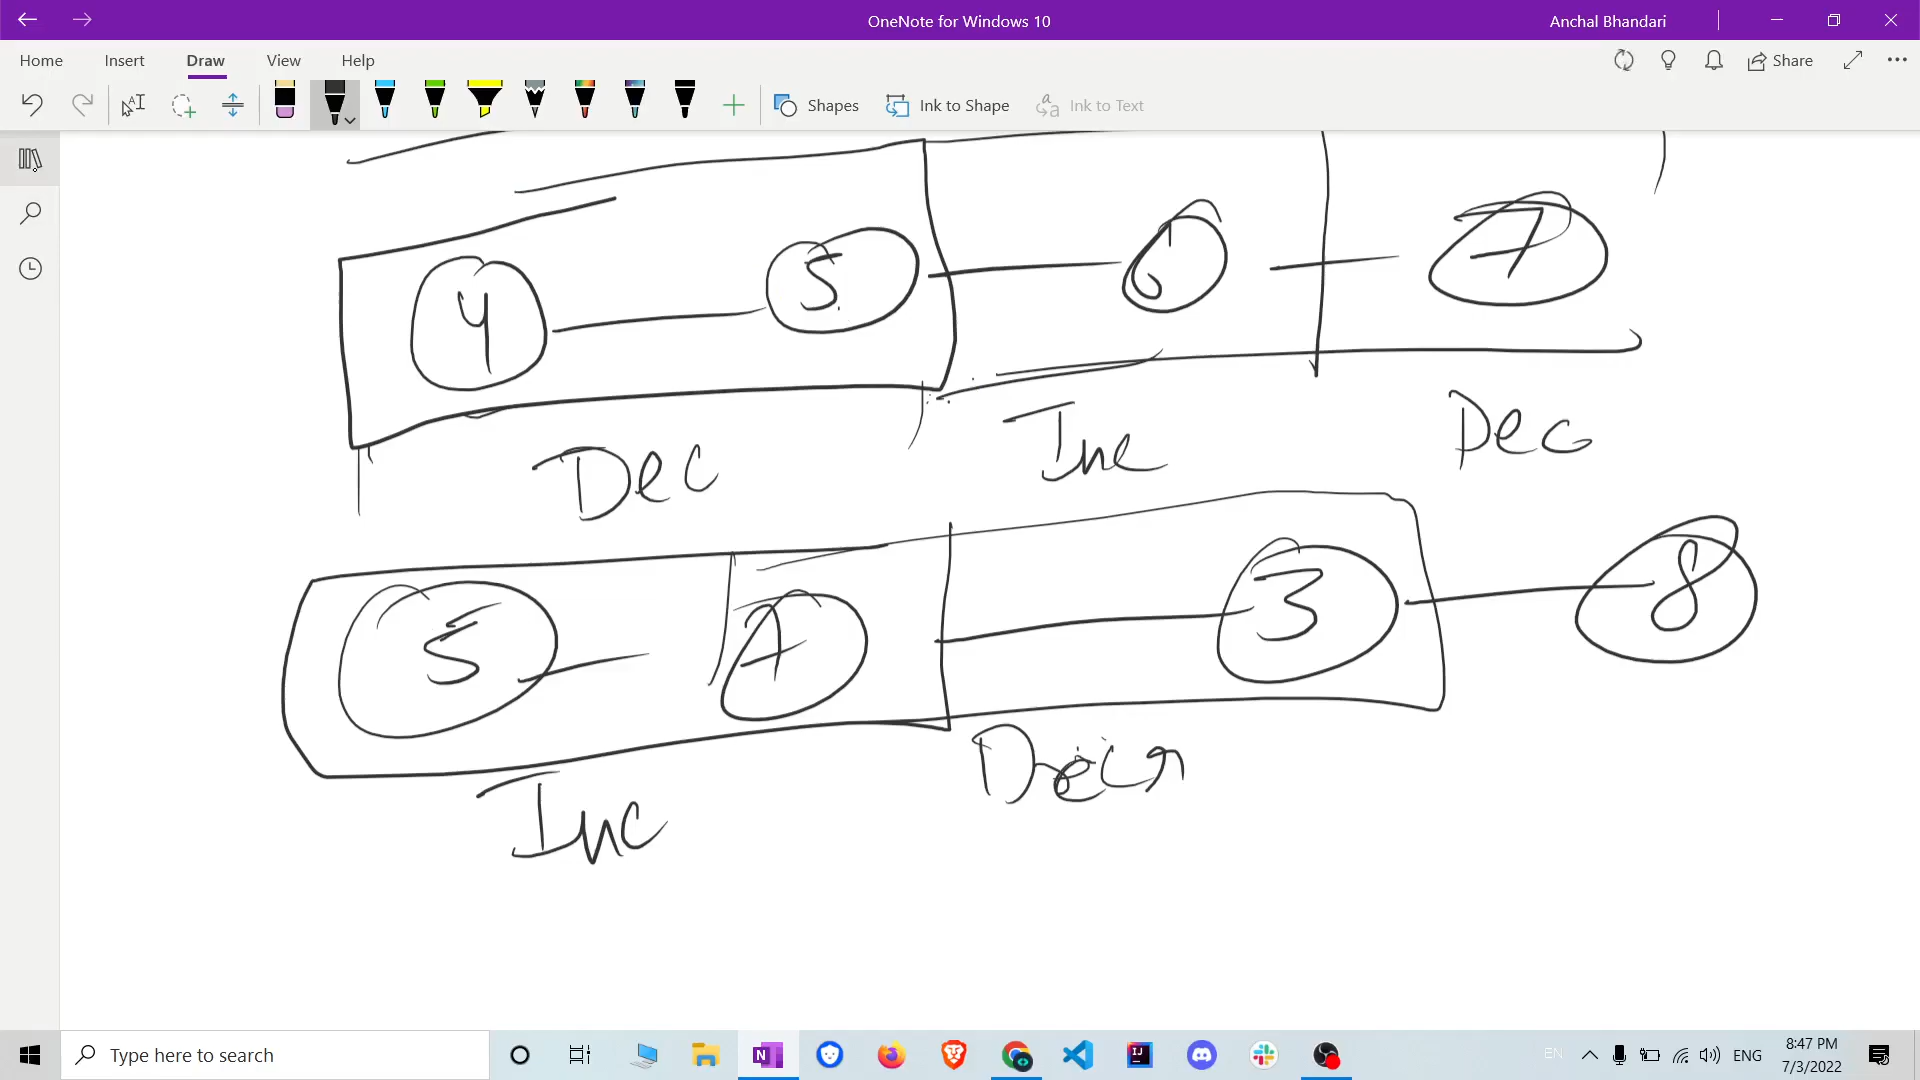 OneNote for Windows 10
Anchal Bhandari
Home Insert Draw View Help
Share
Shapes Ink to Shape Ink to Text
4 5 6 7
Dec Inc Dec
5 7 3 8
Inc Decr
Type here to search
EN ENG 8:47 PM
7/3/2022